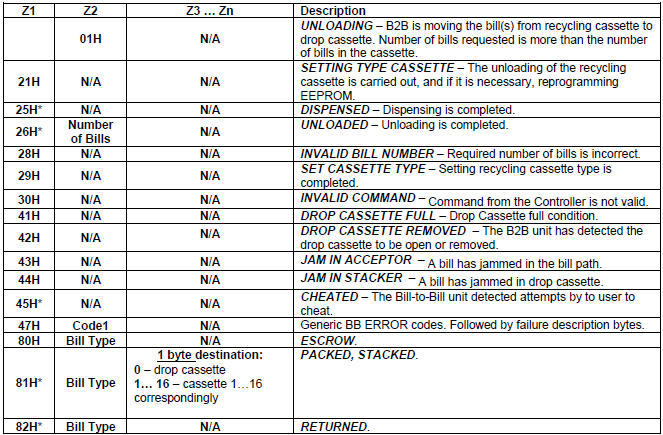 Z1 Z2 Z3 … Zn Description
01H N/A UNLOADING – B2B is moving the bill(s) from recycling cassette to
drop cassette. Number of bills requested is more than the number
of bills in the cassette.
21H N/A N/A SETTING TYPE CASSETTE – The unloading of the recycling
cassette is carried out, and if it is necessary, reprogramming
EEPROM.
25H* N/A N/A DISPENSED – Dispensing is completed.
26H* Number N/A UNLOADED – Unloading is completed.
of Bills
28H N/A N/A INVALID BILL NUMBER – Required number of bills is incorrect.
29H N/A N/A SET CASSETTE TYPE – Setting recycling cassette type is
completed.
30H N/A N/A INVALID COMMAND – Command from the Controller is not valid.
41H N/A N/A DROP CASSETTE FULL – Drop Cassette full condition.
42H N/A N/A DROP CASSETTE REMOVED – The B2B unit has detected the
drop cassette to be open or removed.
43H N/A N/A JAM IN ACCEPTOR – A bill has jammed in the bill path.
44H N/A N/A JAM IN STACKER – A bill has jammed in drop cassette.
45H* N/A N/A CHEATED – The Bill-to-Bill unit detected attempts by to user to
cheat.
47H Code1 N/A Generic BB ERROR codes. Followed by failure description bytes.
80H Bill Type N/A ESCROW.
81H* Bill Type 1 byte destination: PACKED, STACKED.
0 – drop cassette
1… 16 – cassette 1…16
correspondingly
82H* Bill Type N/A RETURNED.